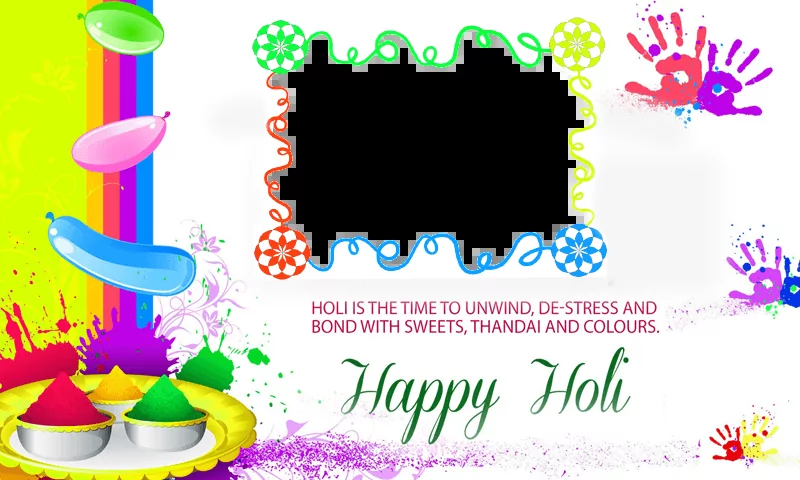 HOLI IS THE TIME TO UNWIND, DE-STRESS AND
BOND WITH SWEETS, THANDAI AND COLOURS.
Happy Holi